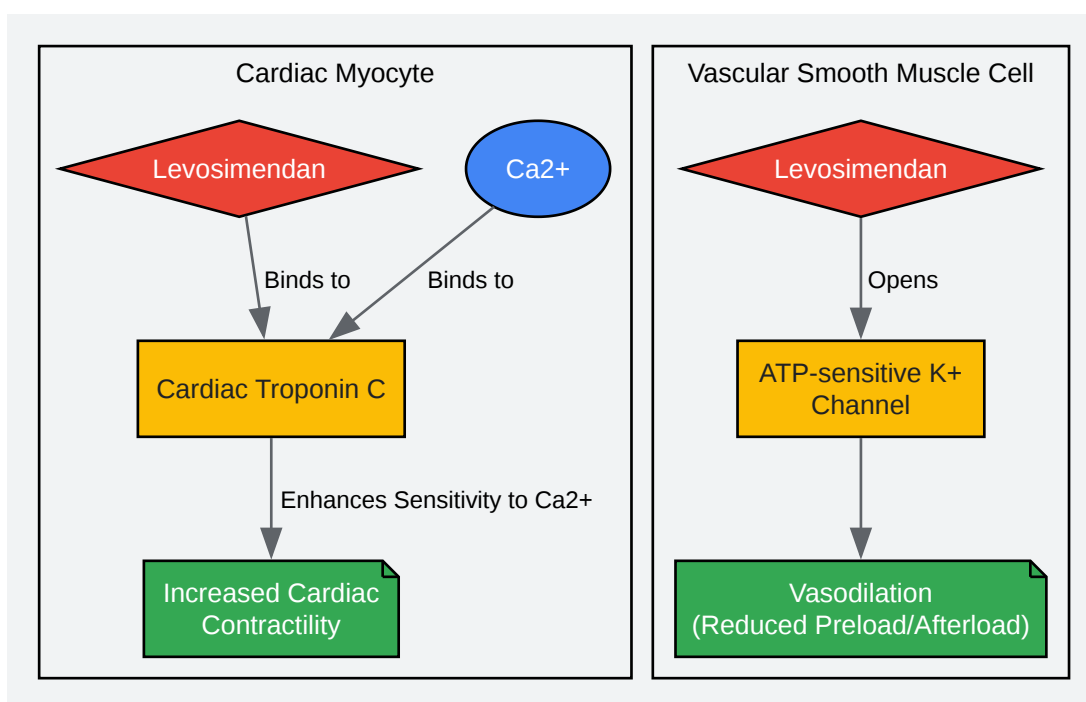 Cardiac Myocyte
Levosimendan
Ca2+
Binds to
Binds to
Cardiac Troponin C
Enhances Sensitivity to Ca2+
Increased Cardiac
Contractility
Vascular Smooth Muscle Cell
Levosimendan
Opens
ATP-sensitive K+
Channel
Vasodilation
(Reduced Preload/Afterload)